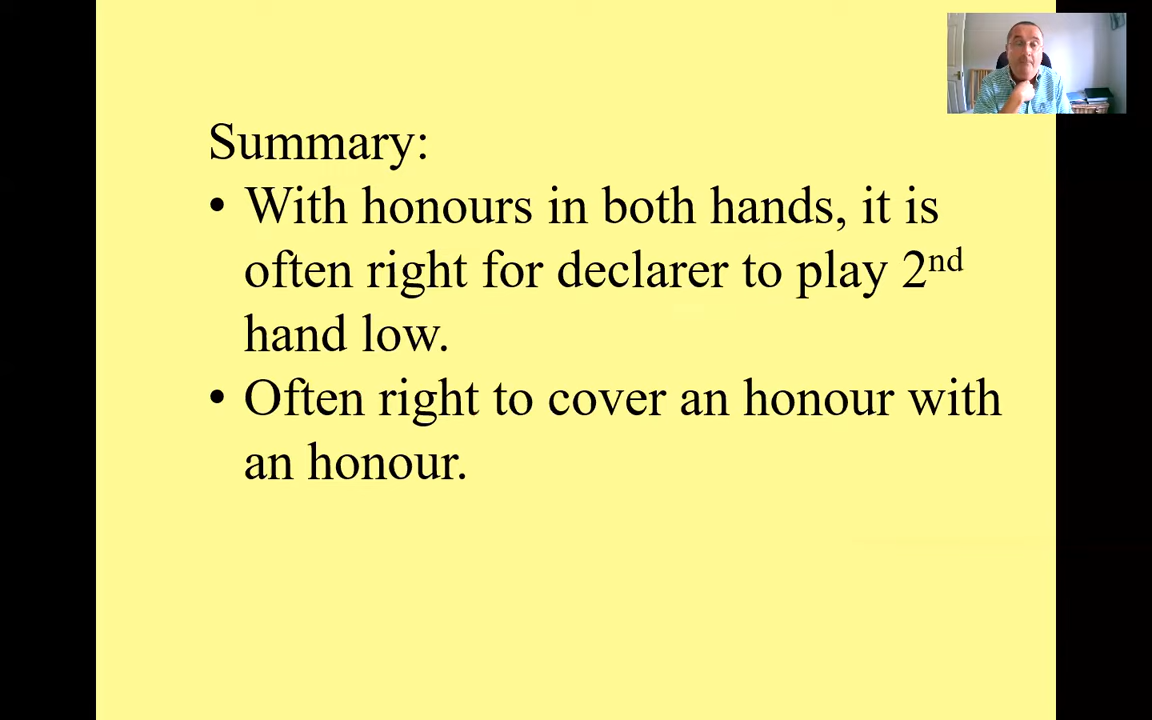 Summary:
• With honours in both hands, it is
often right for declarer to play 2nd
hand low.
• Often right to cover an honour with
an honour.